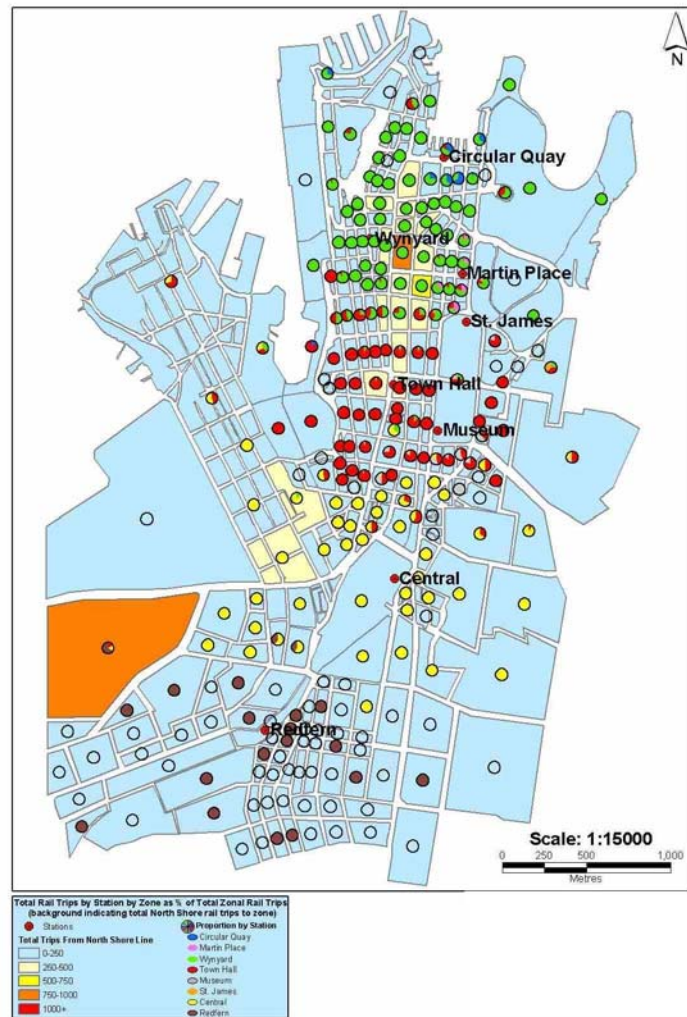 N
Circular Quay
Wynyard
Martin Place
St. James
Town Hall
Museum
Central
Redfern
Scale: 1:15000
0 250 500 1,000
Metres
Total Rail Trips by Station by Zone as % of Total Zonal Rail Trips
(background indicating total North Shore rail trips to zone)
Stations
Total Trips From North Shore Line
0-250
250-500
500-750
750-1000
1000+
Proportion by Station
Circular Quay
Martin Place
Wynyard
Town Hall
Museum
St. James
Central
Redfern